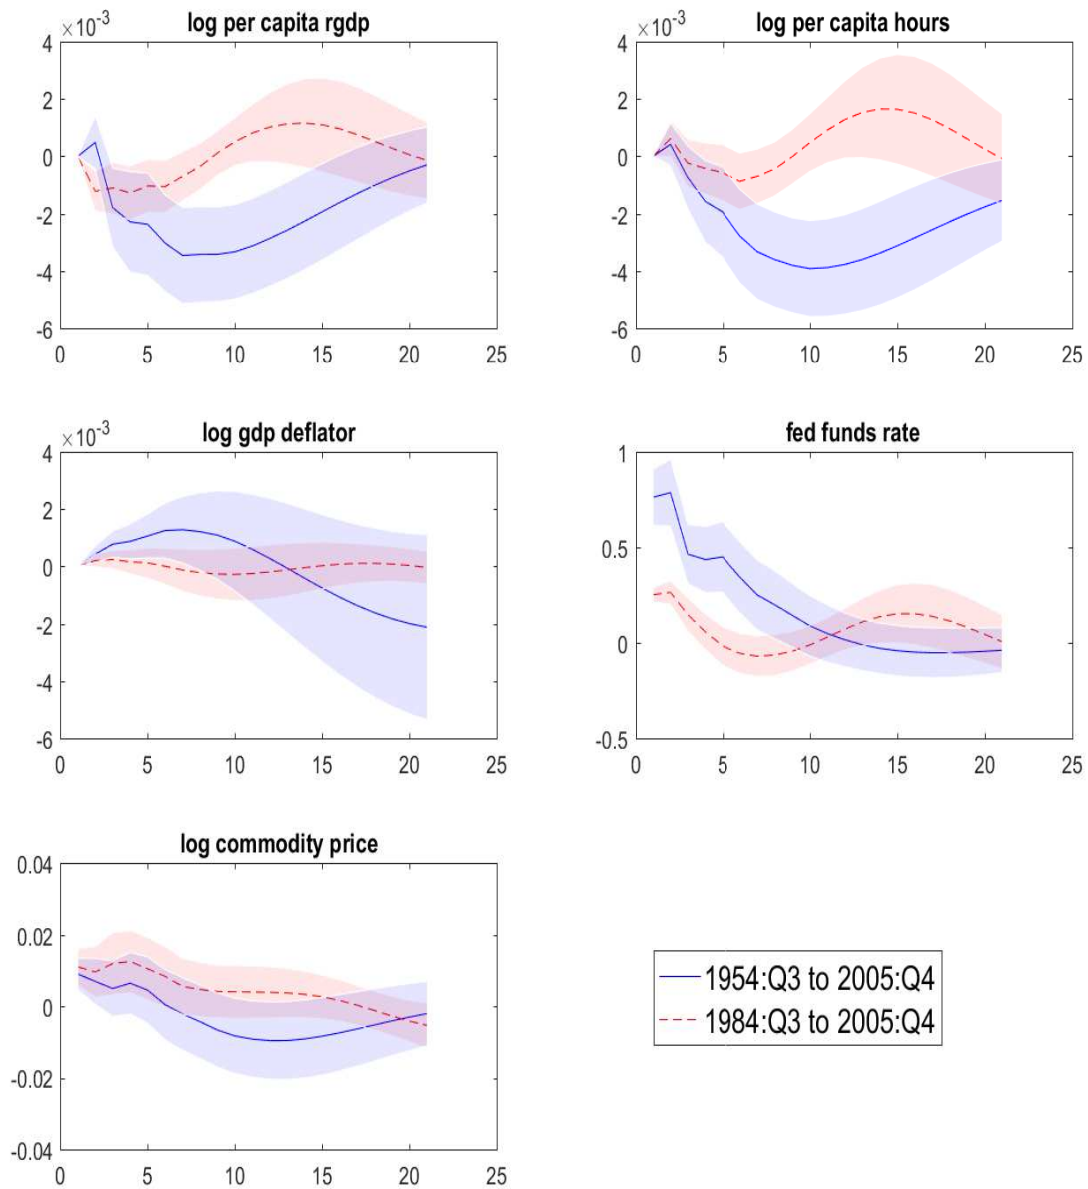 log per capita rgdp
×10⁻³
4
2
0
-2
-4
-6
0 5 10 15 20 25
log per capita hours
×10⁻³
4
2
0
-2
-4
-6
0 5 10 15 20 25
log gdp deflator
×10⁻³
4
2
0
-2
-4
-6
0 5 10 15 20 25
fed funds rate
1
0.5
0
-0.5
0 5 10 15 20 25
log commodity price
0.04
0.02
0
-0.02
-0.04
0 5 10 15 20 25
1954:Q3 to 2005:Q4
1984:Q3 to 2005:Q4